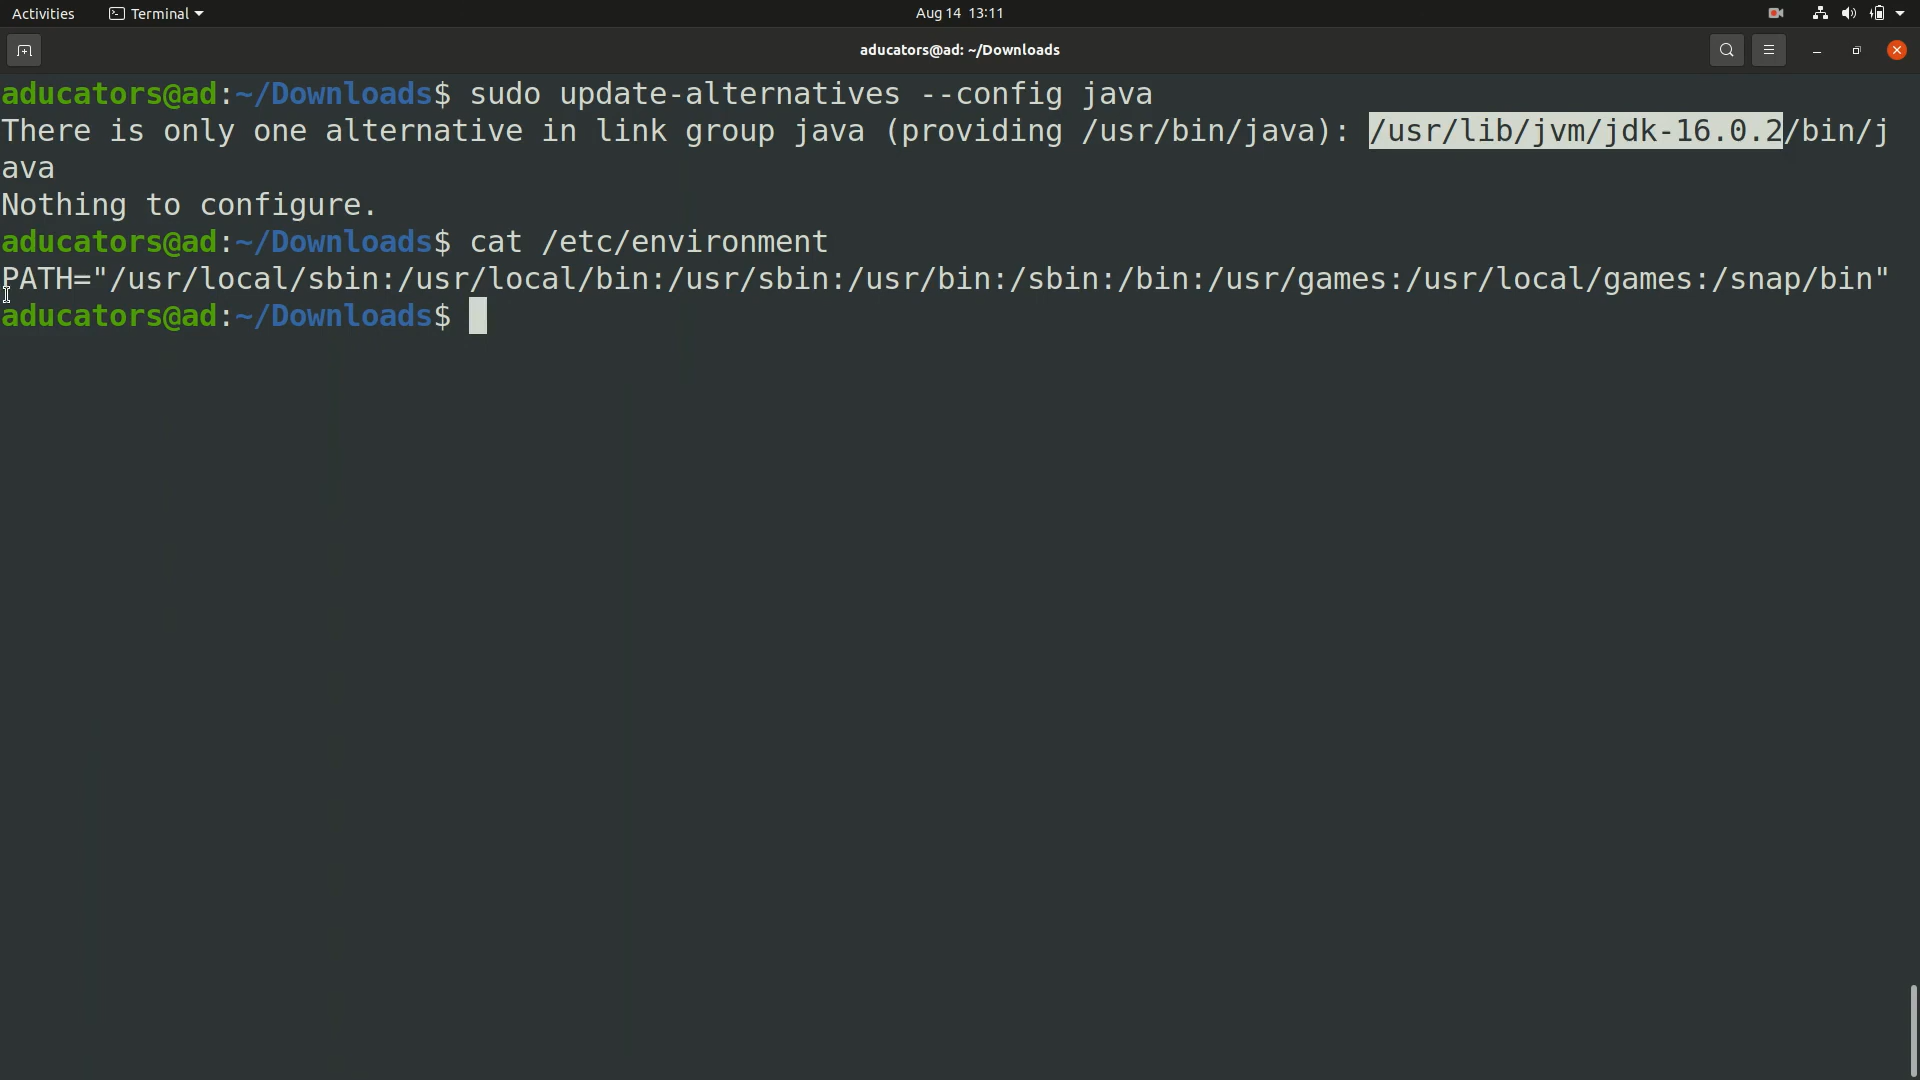 Activities Terminal Aug 14 13:11
aducators@ad: ~/Downloads
aducators@ad:~/Downloads$ sudo update-alternatives --config java
There is only one alternative in link group java (providing /usr/bin/java): /usr/lib/jvm/jdk-16.0.2/bin/j
ava
Nothing to configure.
aducators@ad:~/Downloads$ cat /etc/environment
PATH="/usr/local/sbin:/usr/local/bin:/usr/sbin:/usr/bin:/sbin:/bin:/usr/games:/usr/local/games:/snap/bin"
aducators@ad:~/Downloads$